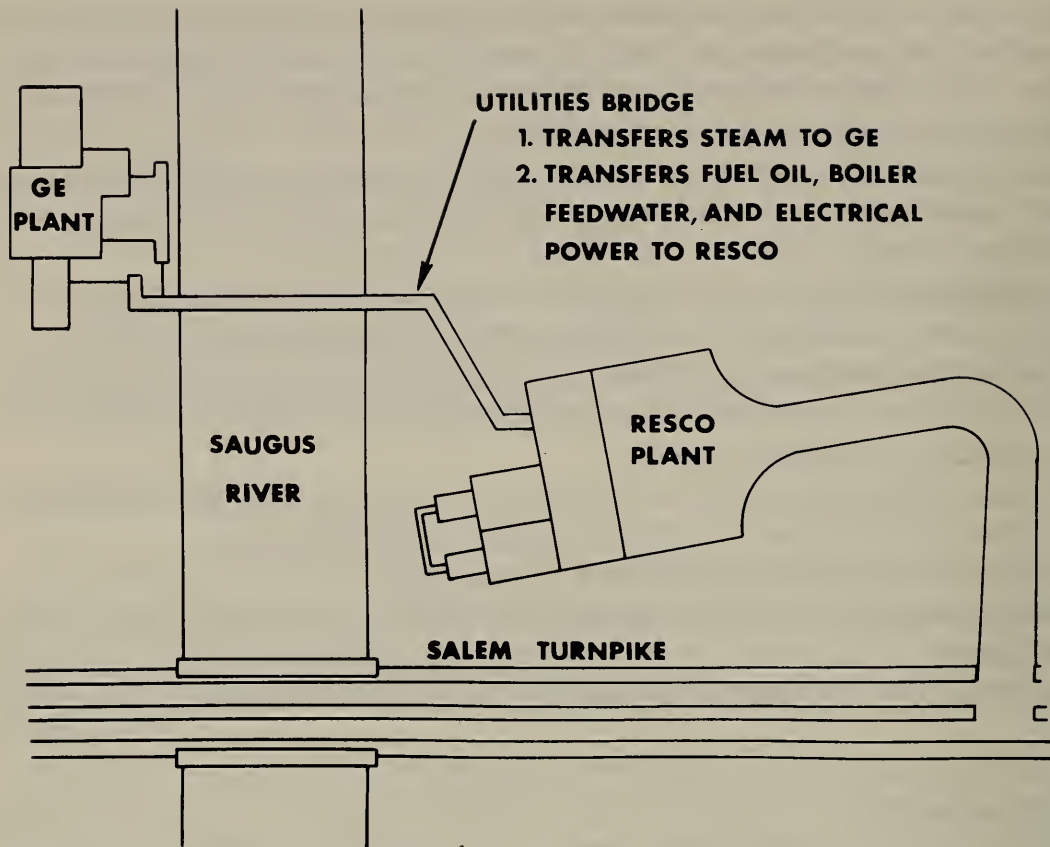 UTILITIES BRIDGE
1. TRANSFERS STEAM TO GE
2. TRANSFERS FUEL OIL, BOILER
FEEDWATER, AND ELECTRICAL
POWER TO RESCO
GE
PLANT
SAUGUS
RIVER
RESCO
PLANT
SALEM TURNPIKE